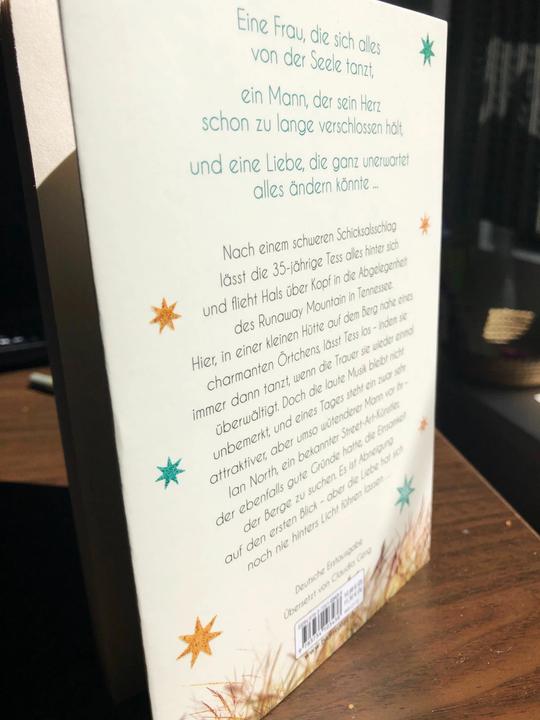 Eine Frau, die sich alles
von der Seele tanzt,
ein Mann, der sein Herz
schon zu lange verschlossen hält,
und eine Liebe, die ganz unerwartet
alles ändern könnte ...
Nach einem schweren Schicksalsschlag
lässt die 35-jährige Tess alles hinter sich
und flieht Hals über Kopf in die Abgelegenheit
des Runaway Mountain in Tennessee.
Hier, in einer kleinen Hütte auf dem Berg nahe eines
charmanten Örtchens, lässt Tess los – indem sie
immer dann tanzt, wenn die Trauer sie wieder einmal
überwältigt. Doch die laute Musik bleibt nicht
unbemerkt, und eines Tages steht ein zwar sehr
attraktiver, aber umso wütenderer Mann vor ihr –
Ian North, ein bekannter Street-Art-Künstler,
der ebenfalls gute Gründe hatte, die Einsamkeit
der Berge zu suchen. Es ist Abneigung
auf den ersten Blick – aber die Liebe hat sich
noch nie hinters Licht führen lassen ...
Deutsche Erstausgabe
Übersetzt von Claudia Geng